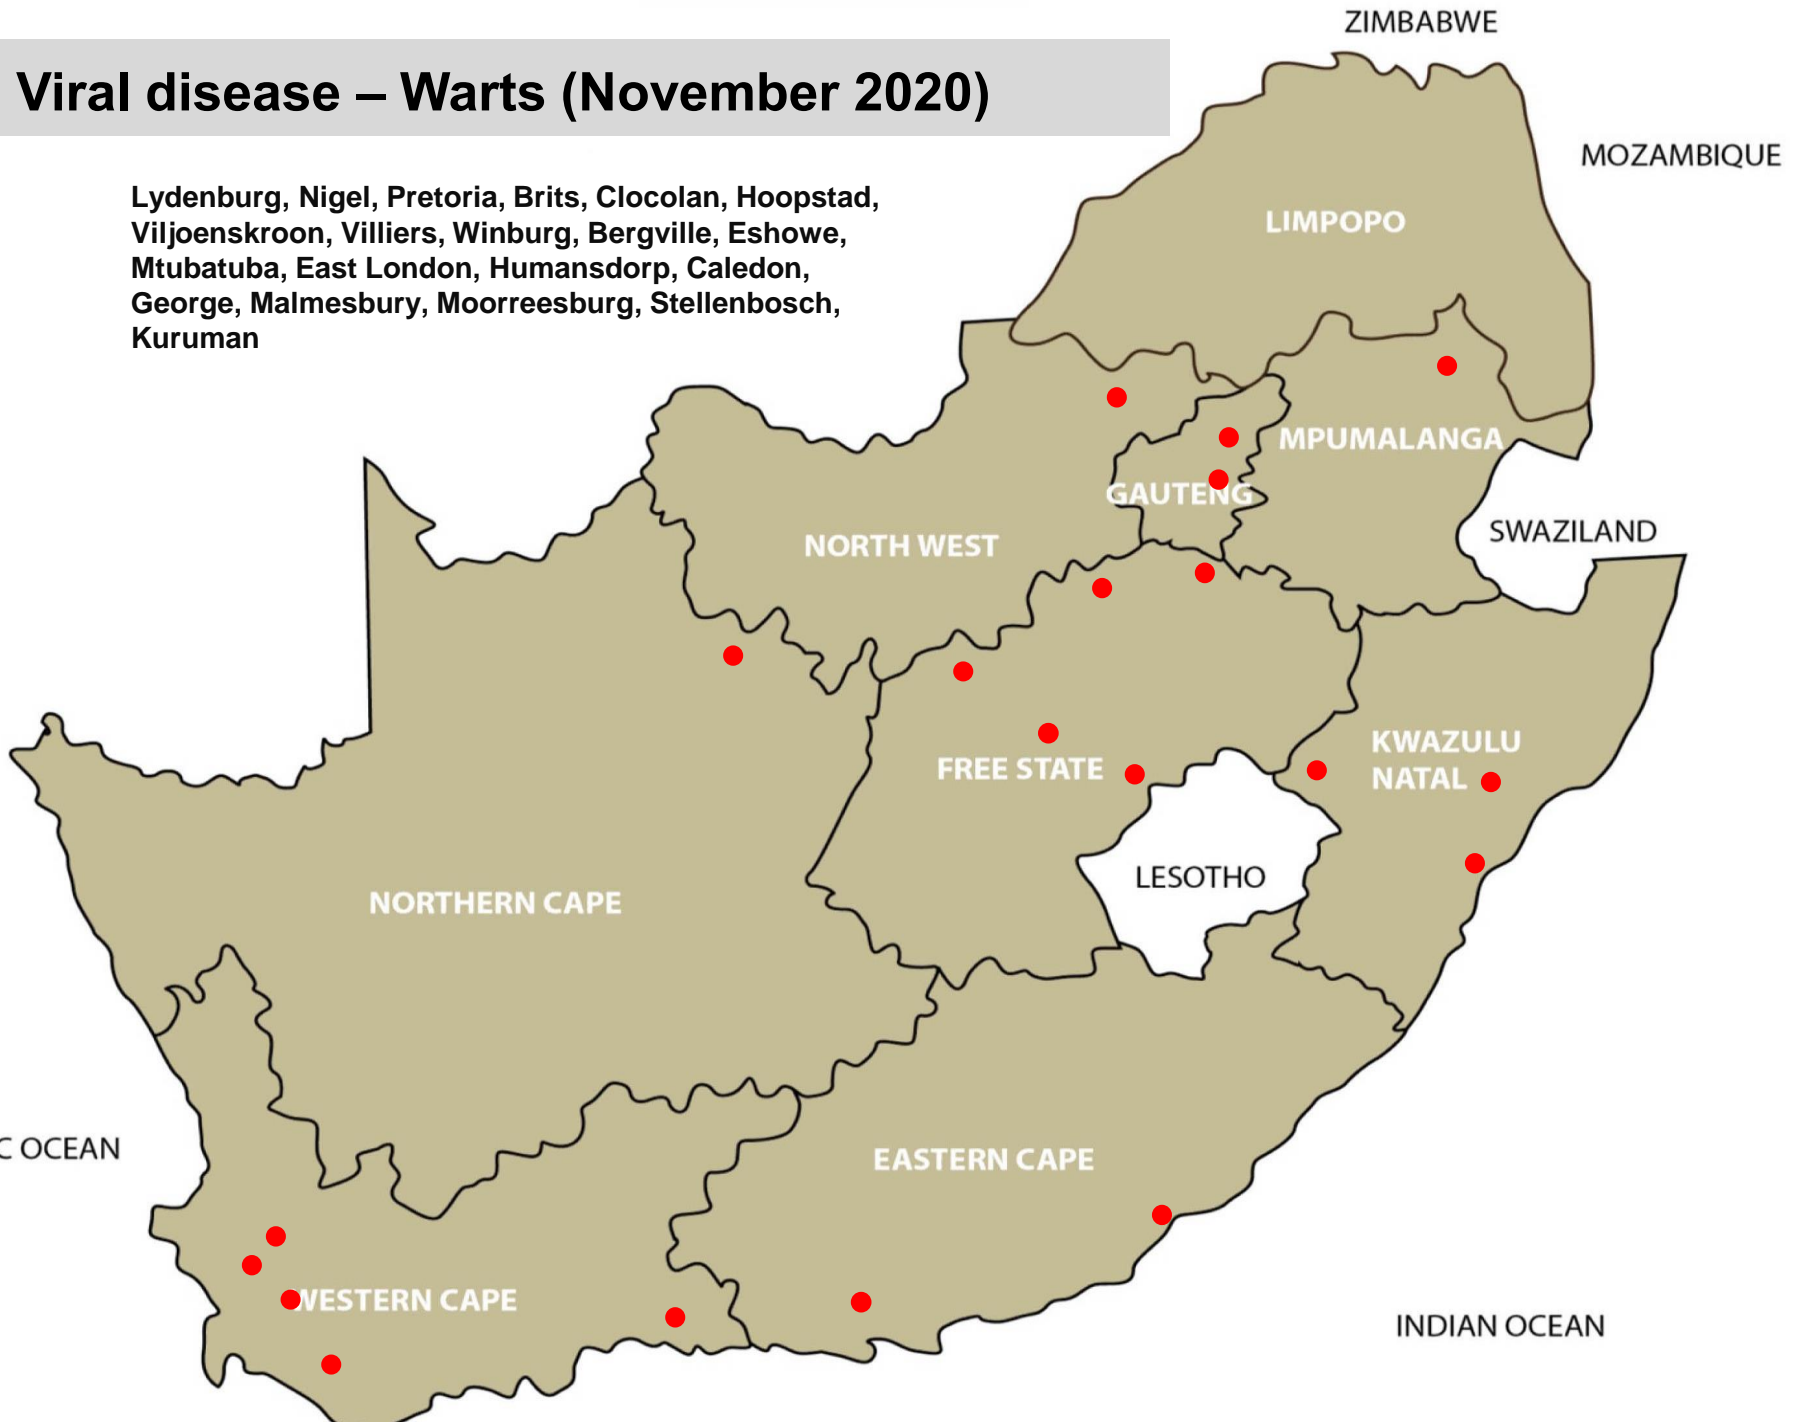 ZIMBABWE
Viral disease – Warts (November 2020)
MOZAMBIQUE
Lydenburg, Nigel, Pretoria, Brits, Clocolan, Hoopstad,
Viljoenskroon, Villiers, Winburg, Bergville, Eshowe,
Mtubatuba, East London, Humansdorp, Caledon,
George, Malmesbury, Moorreesburg, Stellenbosch,
Kuruman
LIMPOPO
MPUMALANGA
GAUTENG
SWAZILAND
NORTH WEST
KWAZULU
NATAL
FREE STATE
LESOTHO
NORTHERN CAPE
C OCEAN
EASTERN CAPE
WESTERN CAPE
INDIAN OCEAN